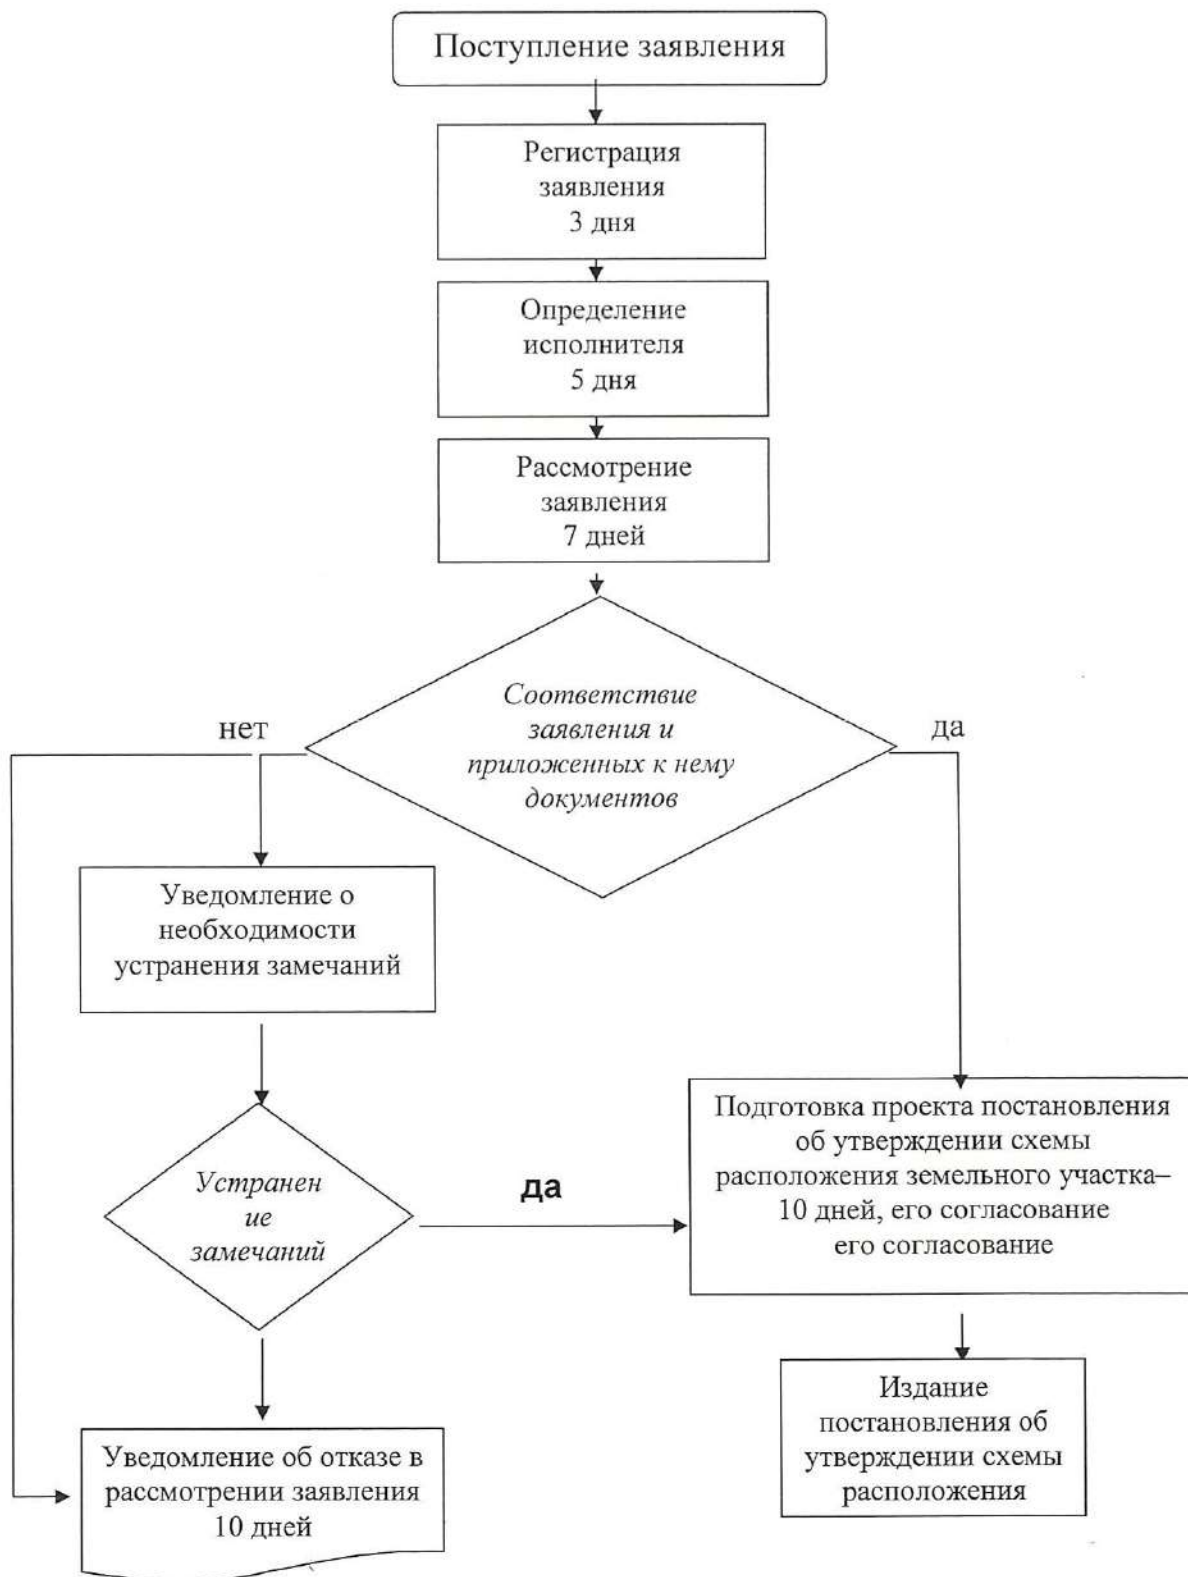 Поступление заявления
Регистрация
заявления
3 дня
Определение
исполнителя
5 дня
Рассмотрение
заявления
7 дней
Соответствие
заявления и
приложенных к нему
документов
нет
да
Уведомление о
необходимости
устранения замечаний
Устранен
ие
замечаний
да
Подготовка проекта постановления
об утверждении схемы
расположения земельного участка–
10 дней, его согласование
его согласование
Издание
постановления об
утверждении схемы
расположения
Уведомление об отказе в
рассмотрении заявления
10 дней